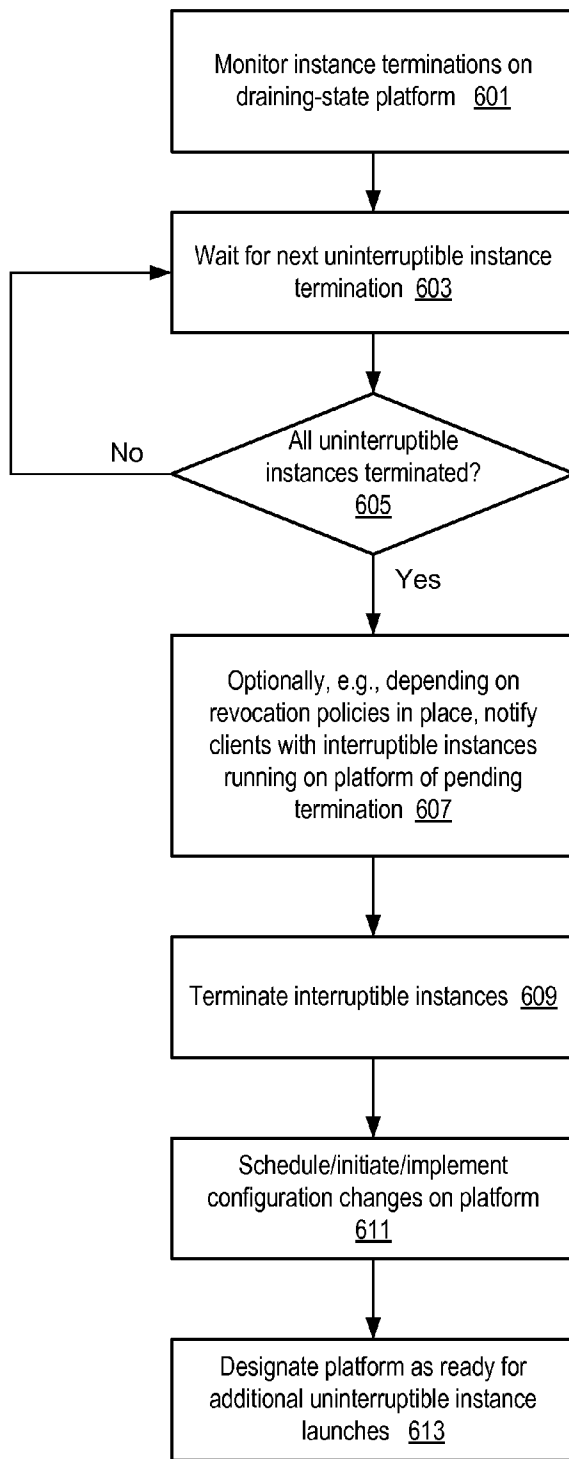 Monitor instance terminations on
draining-state platform 601
Wait for next uninterruptible instance
termination 603
All uninterruptible
instances terminated?
605
No
Yes
Optionally, e.g., depending on
revocation policies in place, notify
clients with interruptible instances
running on platform of pending
termination 607
Terminate interruptible instances 609
Schedule/initiate/implement
configuration changes on platform
611
Designate platform as ready for
additional uninterruptible instance
launches 613